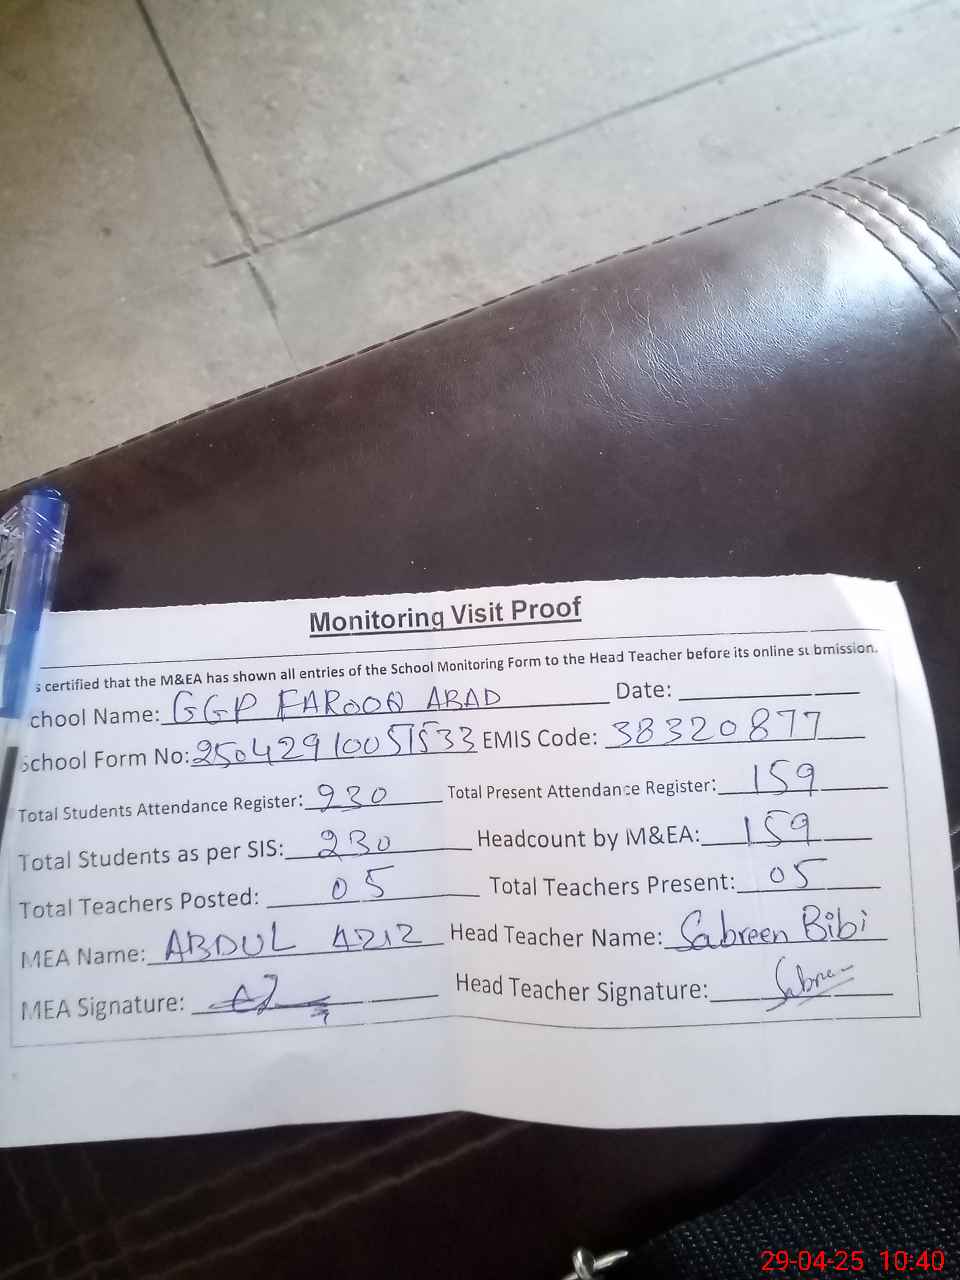 Monitoring Visit Proof
s certified that the M&EA has shown all entries of the School Monitoring Form to the Head Teacher before its online submission.
chool Name: GGP FAROOQ ABAD Date:
School Form No: 25042910051533 EMIS Code: 38320877
Total Students Attendance Register: 230 Total Present Attendance Register: 159
Total Students as per SIS: 230 Headcount by M&EA: 159
Total Teachers Posted: 05 Total Teachers Present: 05
MEA Name: ABDUL AZIZ Head Teacher Name: Sabreen Bibi
MEA Signature: Head Teacher Signature: Sabreen
29-04-25 10:40